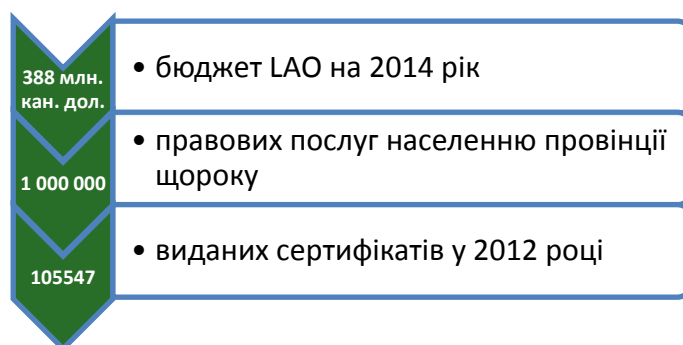 388 млн.
кан. дол.
• бюджет LAO на 2014 рік
1 000 000
• правових послуг населенню провінції
щороку
105547
• виданих сертифікатів у 2012 році